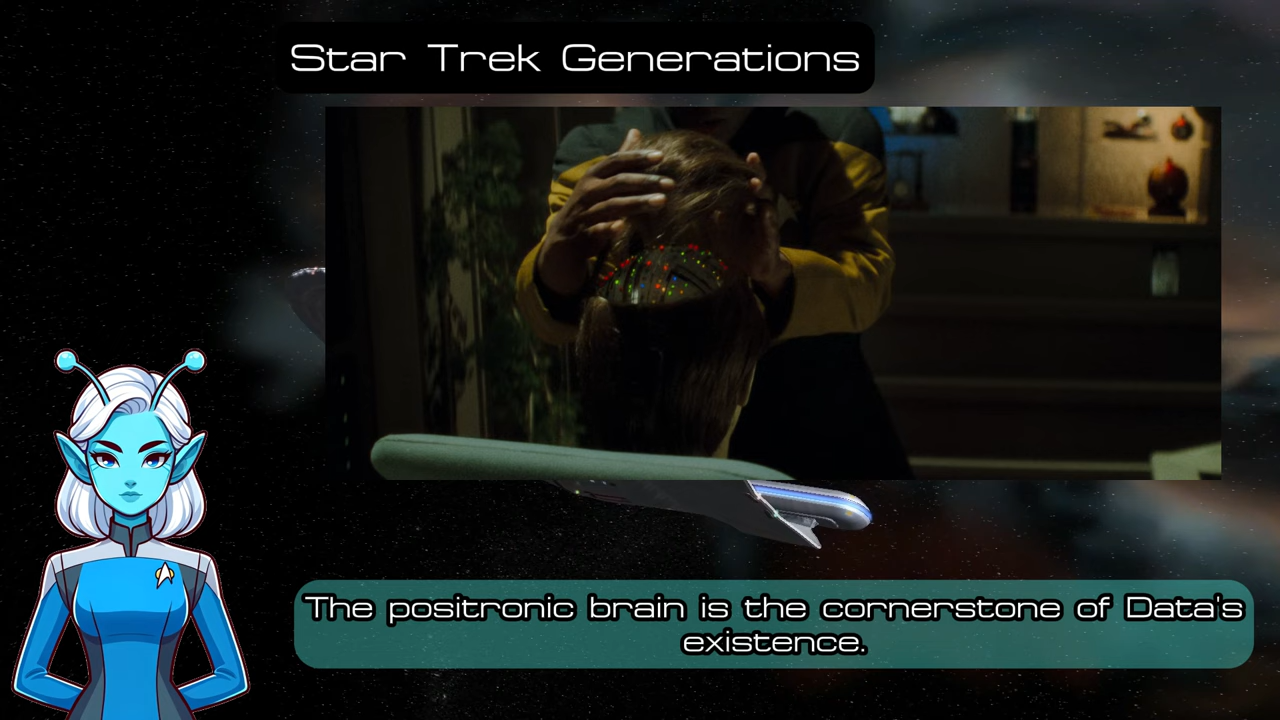 Star Trek Generations
The positronic brain is the cornerstone of Data's
existence.